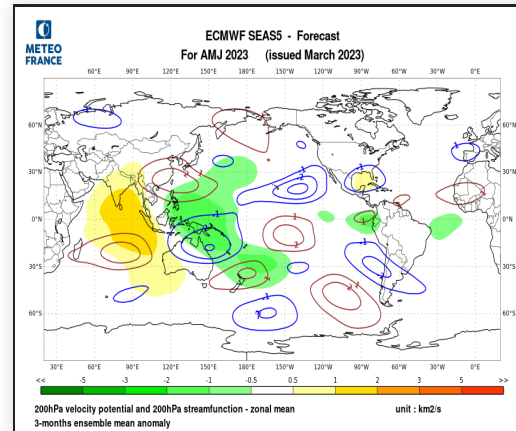 ECMWF SEAS5 - Forecast
For AMJ 2023 (issued March 2023)
METEO
FRANCE
60°E 90°E 120°E 150°E 180°E 150°W 120°W 90°W 60°W 30°W 0°E
60°N 60°N
30°N 30°N
0°N 0°N
30°S 30°S
60°S 60°S
30°E 60°E 90°E 120°E 150°E 180°E 150°W 120°W 90°W 60°W 30°W 0°E
<< -5 -3 -2 -1 -0.5 0.5 1 2 3 5 >>
200hPa velocity potential and 200hPa streamfunction - zonal mean unit : km2/s
3-months ensemble mean anomaly